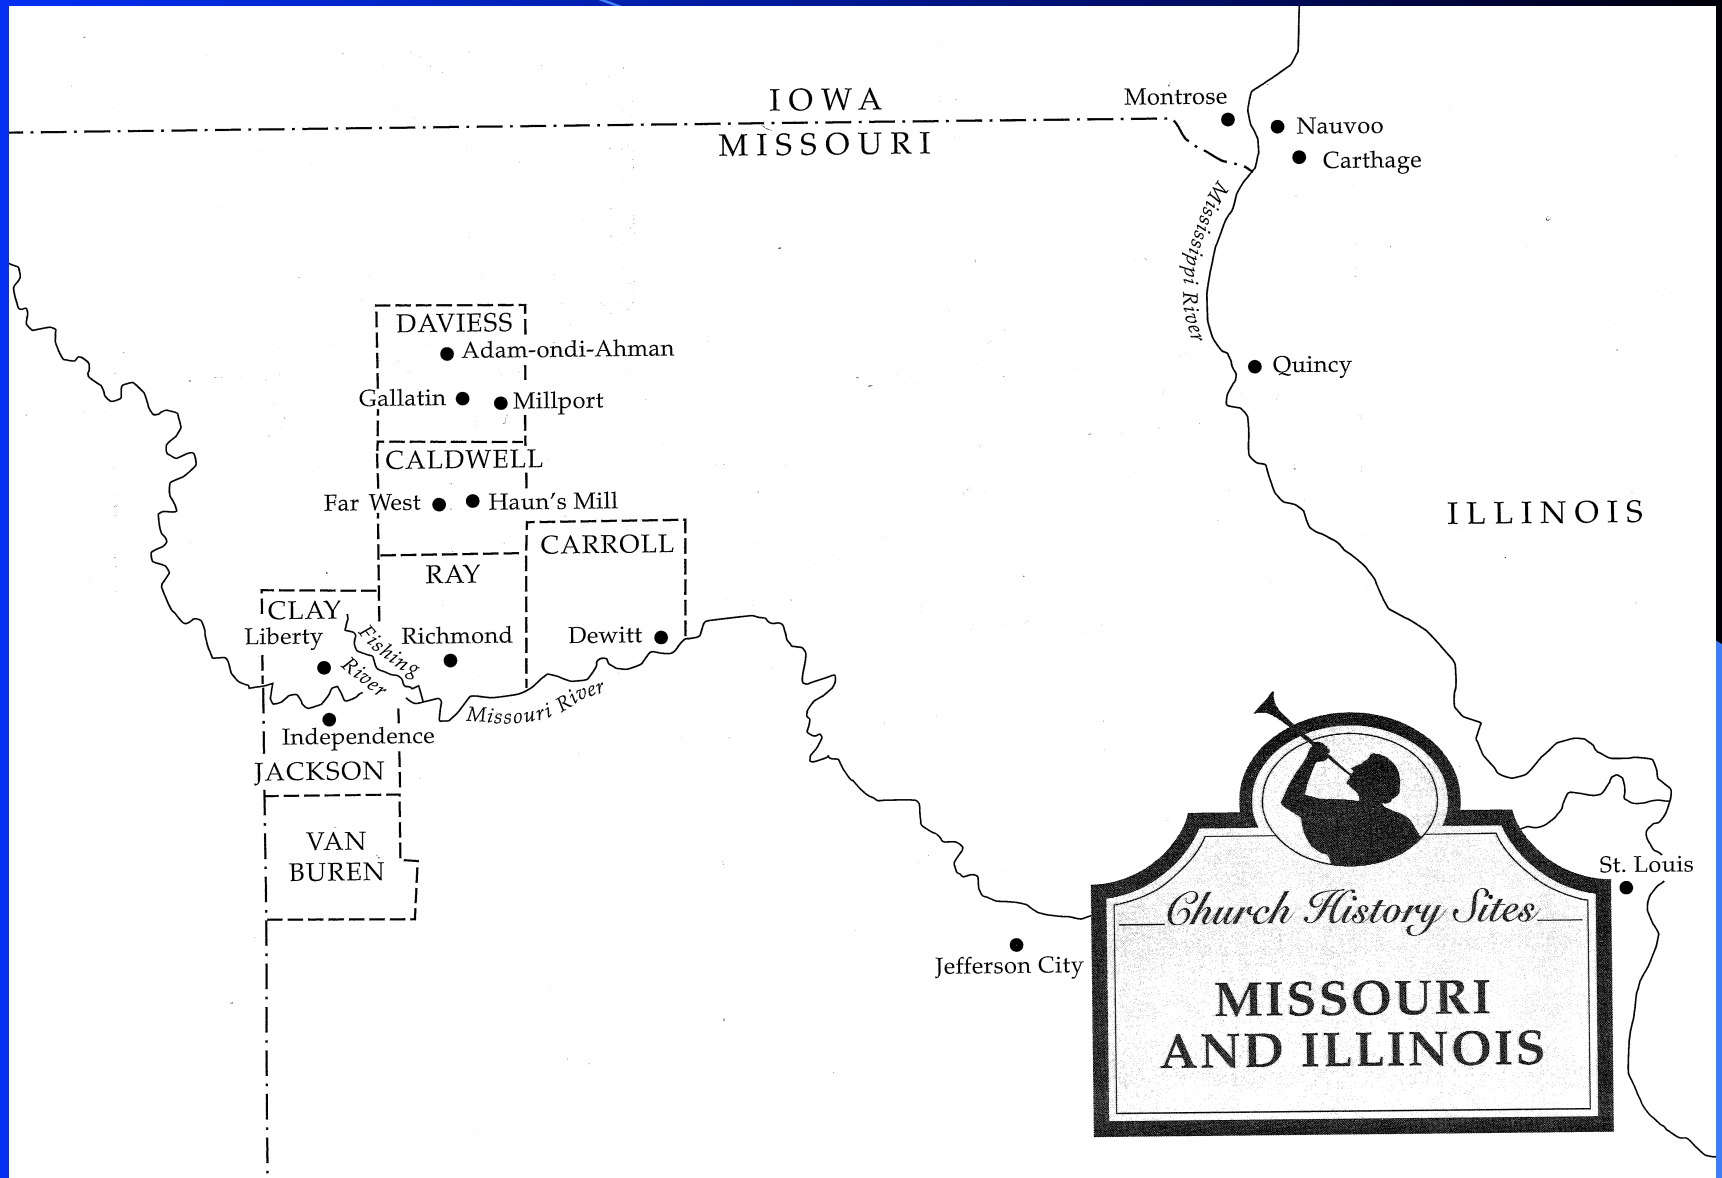 IOWA
MISSOURI
Montrose
Nauvoo
Carthage
Mississippi River
Quincy
ILLINOIS
DAVIESS
Adam-ondi-Ahman
Gallatin
Millport
CALDWELL
Far West
Haun's Mill
CARROLL
RAY
CLAY
Liberty
Fishing
River
Richmond
Dewitt
Missouri River
Independence
JACKSON
VAN
BUREN
St. Louis
Jefferson City
Church History Sites
MISSOURI
AND ILLINOIS